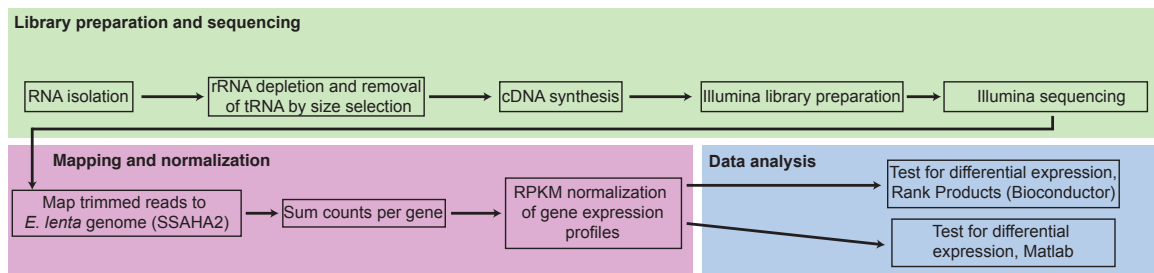 Library preparation and sequencing
RNA isolation
rRNA depletion and removal
of tRNA by size selection
cDNA synthesis
Illumina library preparation
Illumina sequencing
Mapping and normalization
Map trimmed reads to
E. lenta genome (SSAHA2)
Sum counts per gene
RPKM normalization
of gene expression
profiles
Data analysis
Test for differential expression,
Rank Products (Bioconductor)
Test for differential
expression, Matlab